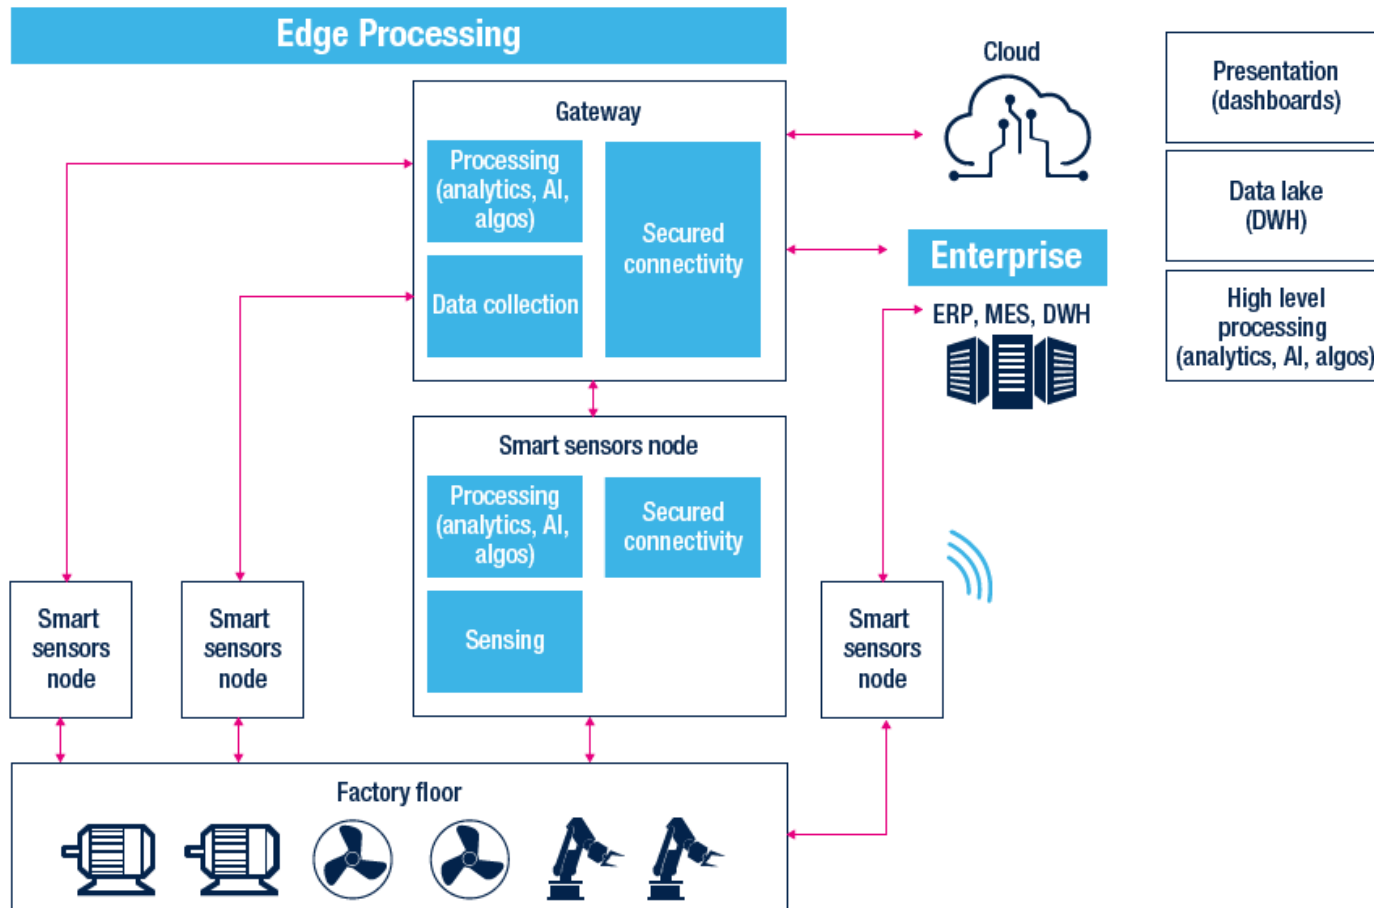 Edge Processing
Gateway
Processing
(analytics, AI,
algos)
Data collection
Secured
connectivity
Cloud
Enterprise
ERP, MES, DWH
Presentation
(dashboards)
Data lake
(DWH)
High level
processing
(analytics, AI, algos)
Smart sensors node
Processing
(analytics, AI,
algos)
Secured
connectivity
Sensing
Smart
sensors
node
Smart
sensors
node
Smart
sensors
node
Factory floor